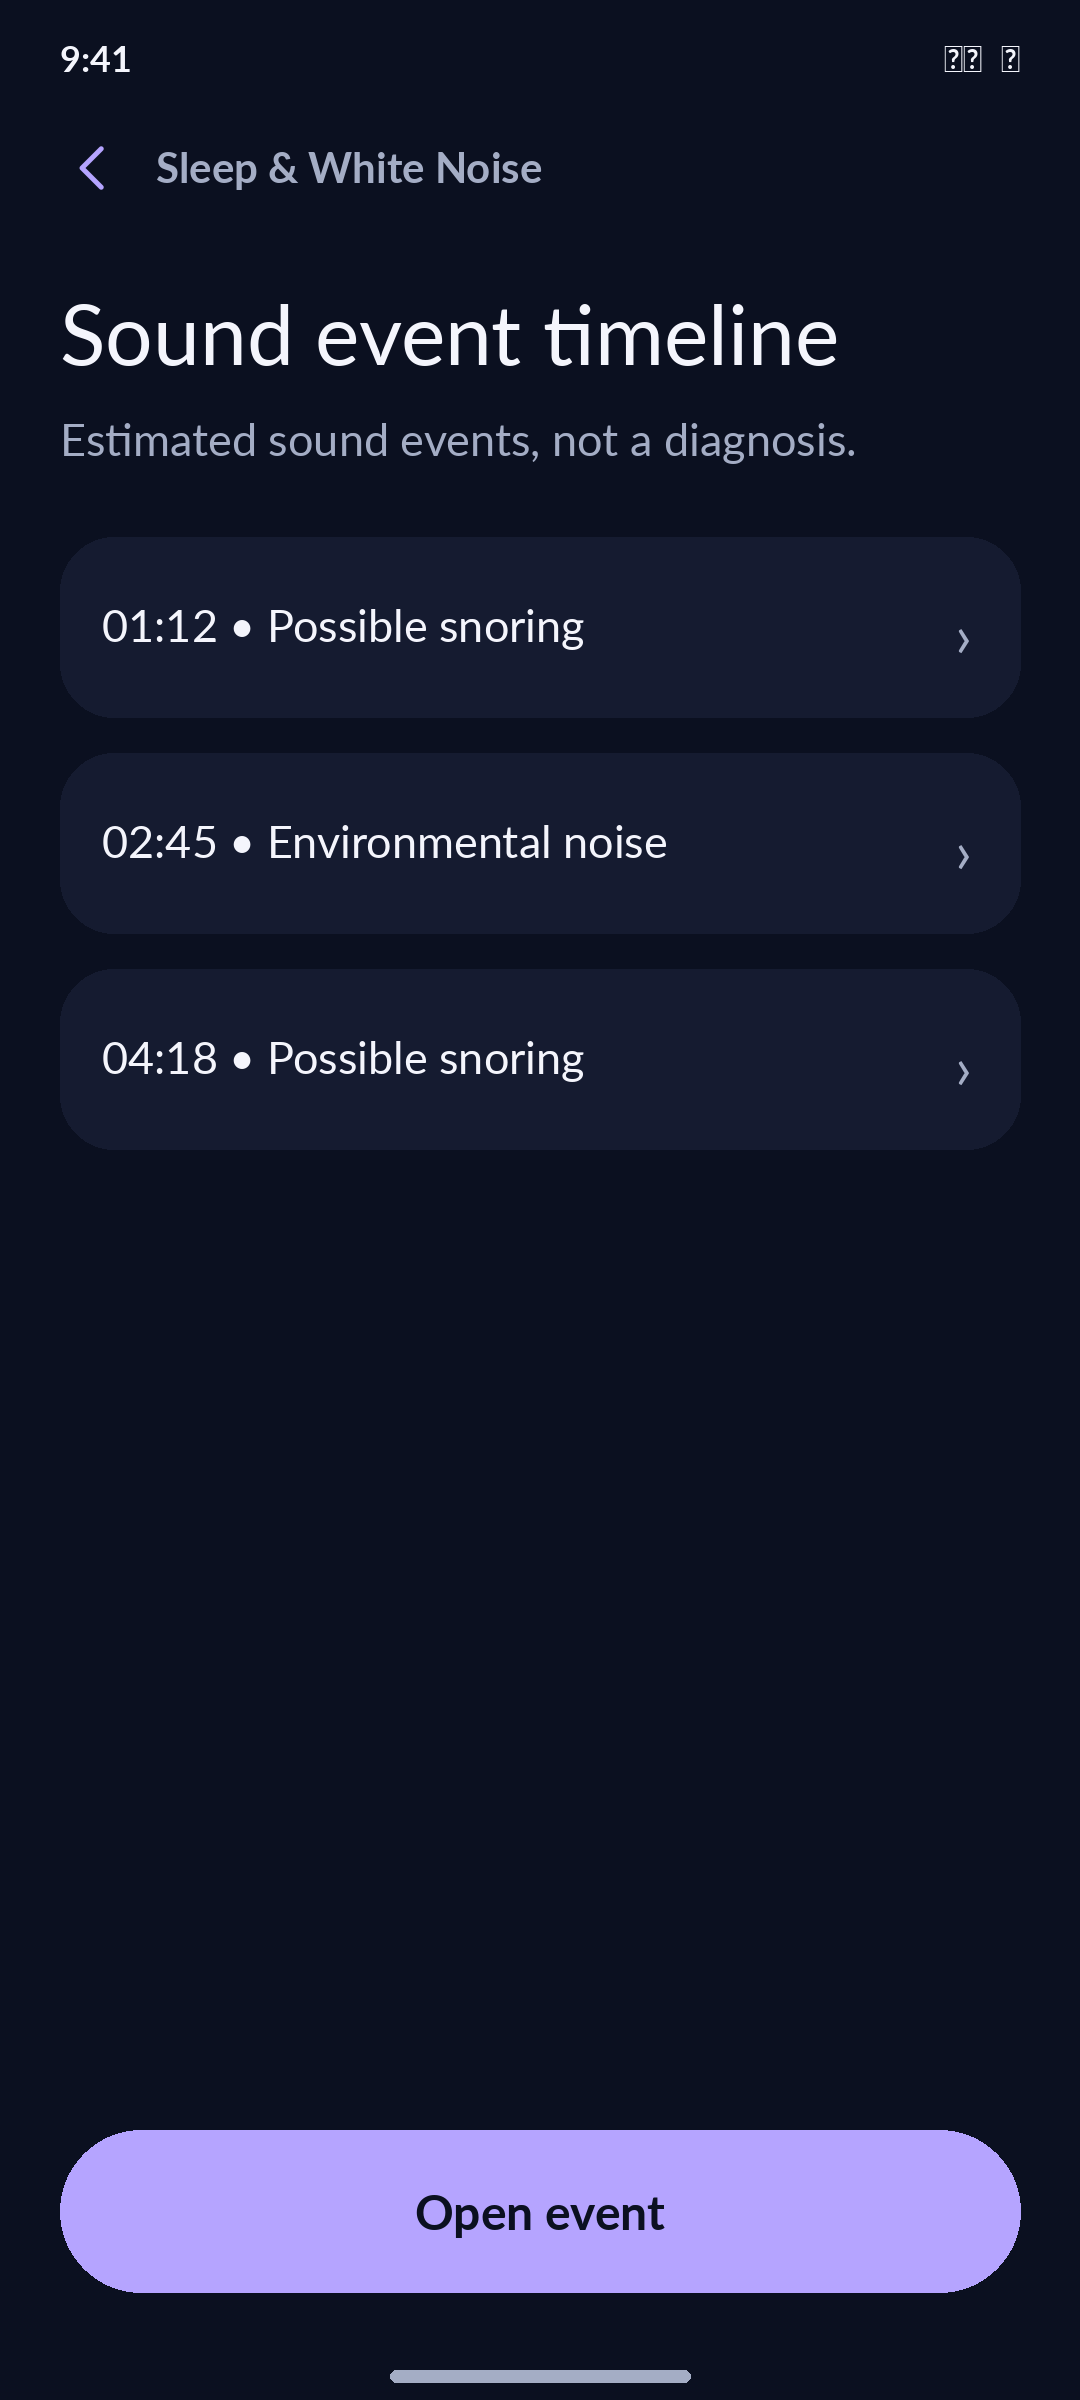 9:41
Sleep & White Noise
Sound event timeline
Estimated sound events, not a diagnosis.
01:12 • Possible snoring ›
02:45 • Environmental noise ›
04:18 • Possible snoring ›
Open event